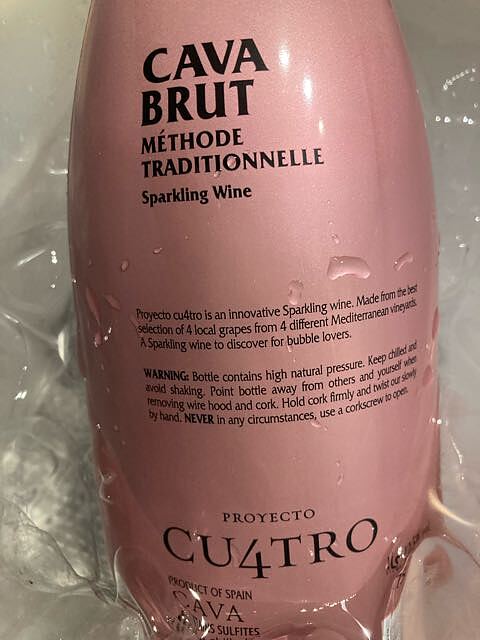 CAVA
BRUT
MÉTHODE
TRADITIONNELLE
Sparkling Wine
Proyecto cu4tro is an innovative Sparkling wine. Made from the best
selection of 4 local grapes from 4 different Mediterranean vineyards.
A Sparkling wine to discover for bubble lovers.
WARNING: Bottle contains high natural pressure. Keep chilled and
avoid shaking. Point bottle away from others and yourself when
removing wire hood and cork. Hold cork firmly and twist our slowly
by hand. NEVER in any circumstances, use a corkscrew to open.
PROYECTO
CU4TRO
PRODUCT OF SPAIN
CAVA
SULFITES